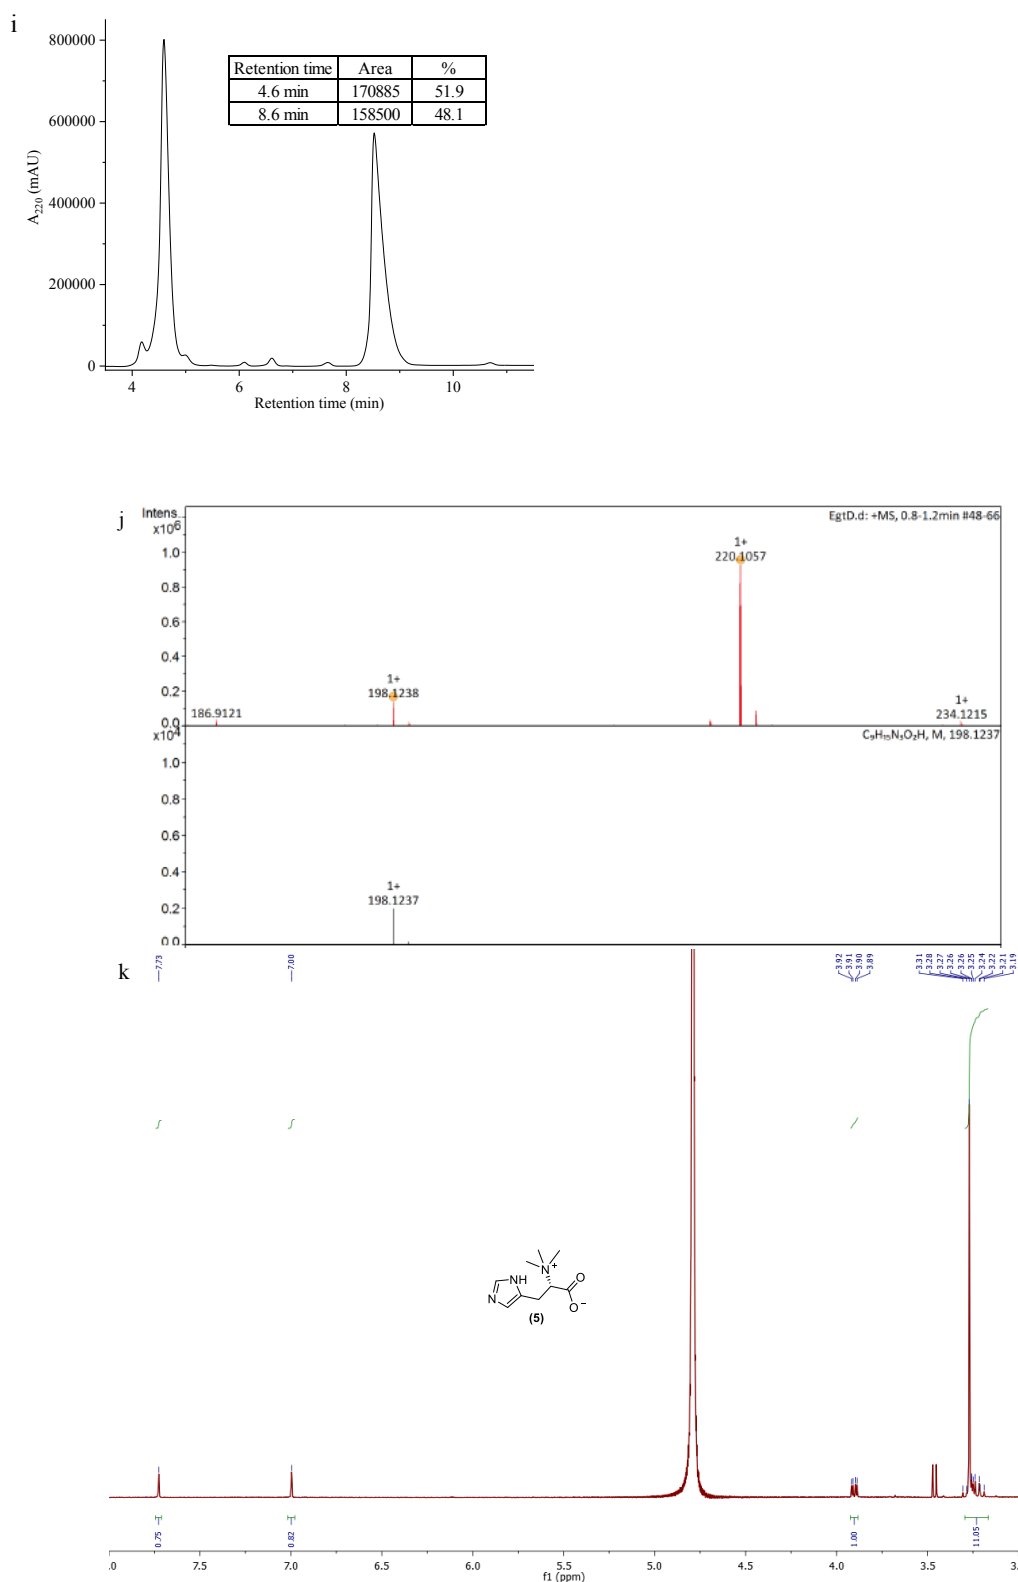 i
800000
600000
400000
200000
0
A220 (mAU)
Retention time Area %
4.6 min 170885 51.9
8.6 min 158500 48.1
4 6 8 10
Retention time (min)
j
Intens.
x10⁶
EgtD.d: +MS, 0.8-1.2min #48-66
1.0
0.8
0.6
0.4
0.2
0.0
1+
220.1057
1+
198.1238
186.9121
1+
234.1215
x10⁴
C₉H₁₅N₃O₂H, M, 198.1237
1.0
0.8
0.6
0.4
0.2
0.0
1+
198.1237
k
7.73
7.00
3.92
3.91
3.90
3.89
3.31
3.28
3.27
3.26
3.26
3.25
3.24
3.22
3.21
3.19
N+
NH
N
O
O−
(5)
0.75
0.82
1.00
11.05
.0 7.5 7.0 6.5 6.0 5.5 5.0 4.5 4.0 3.5 3.
f1 (ppm)